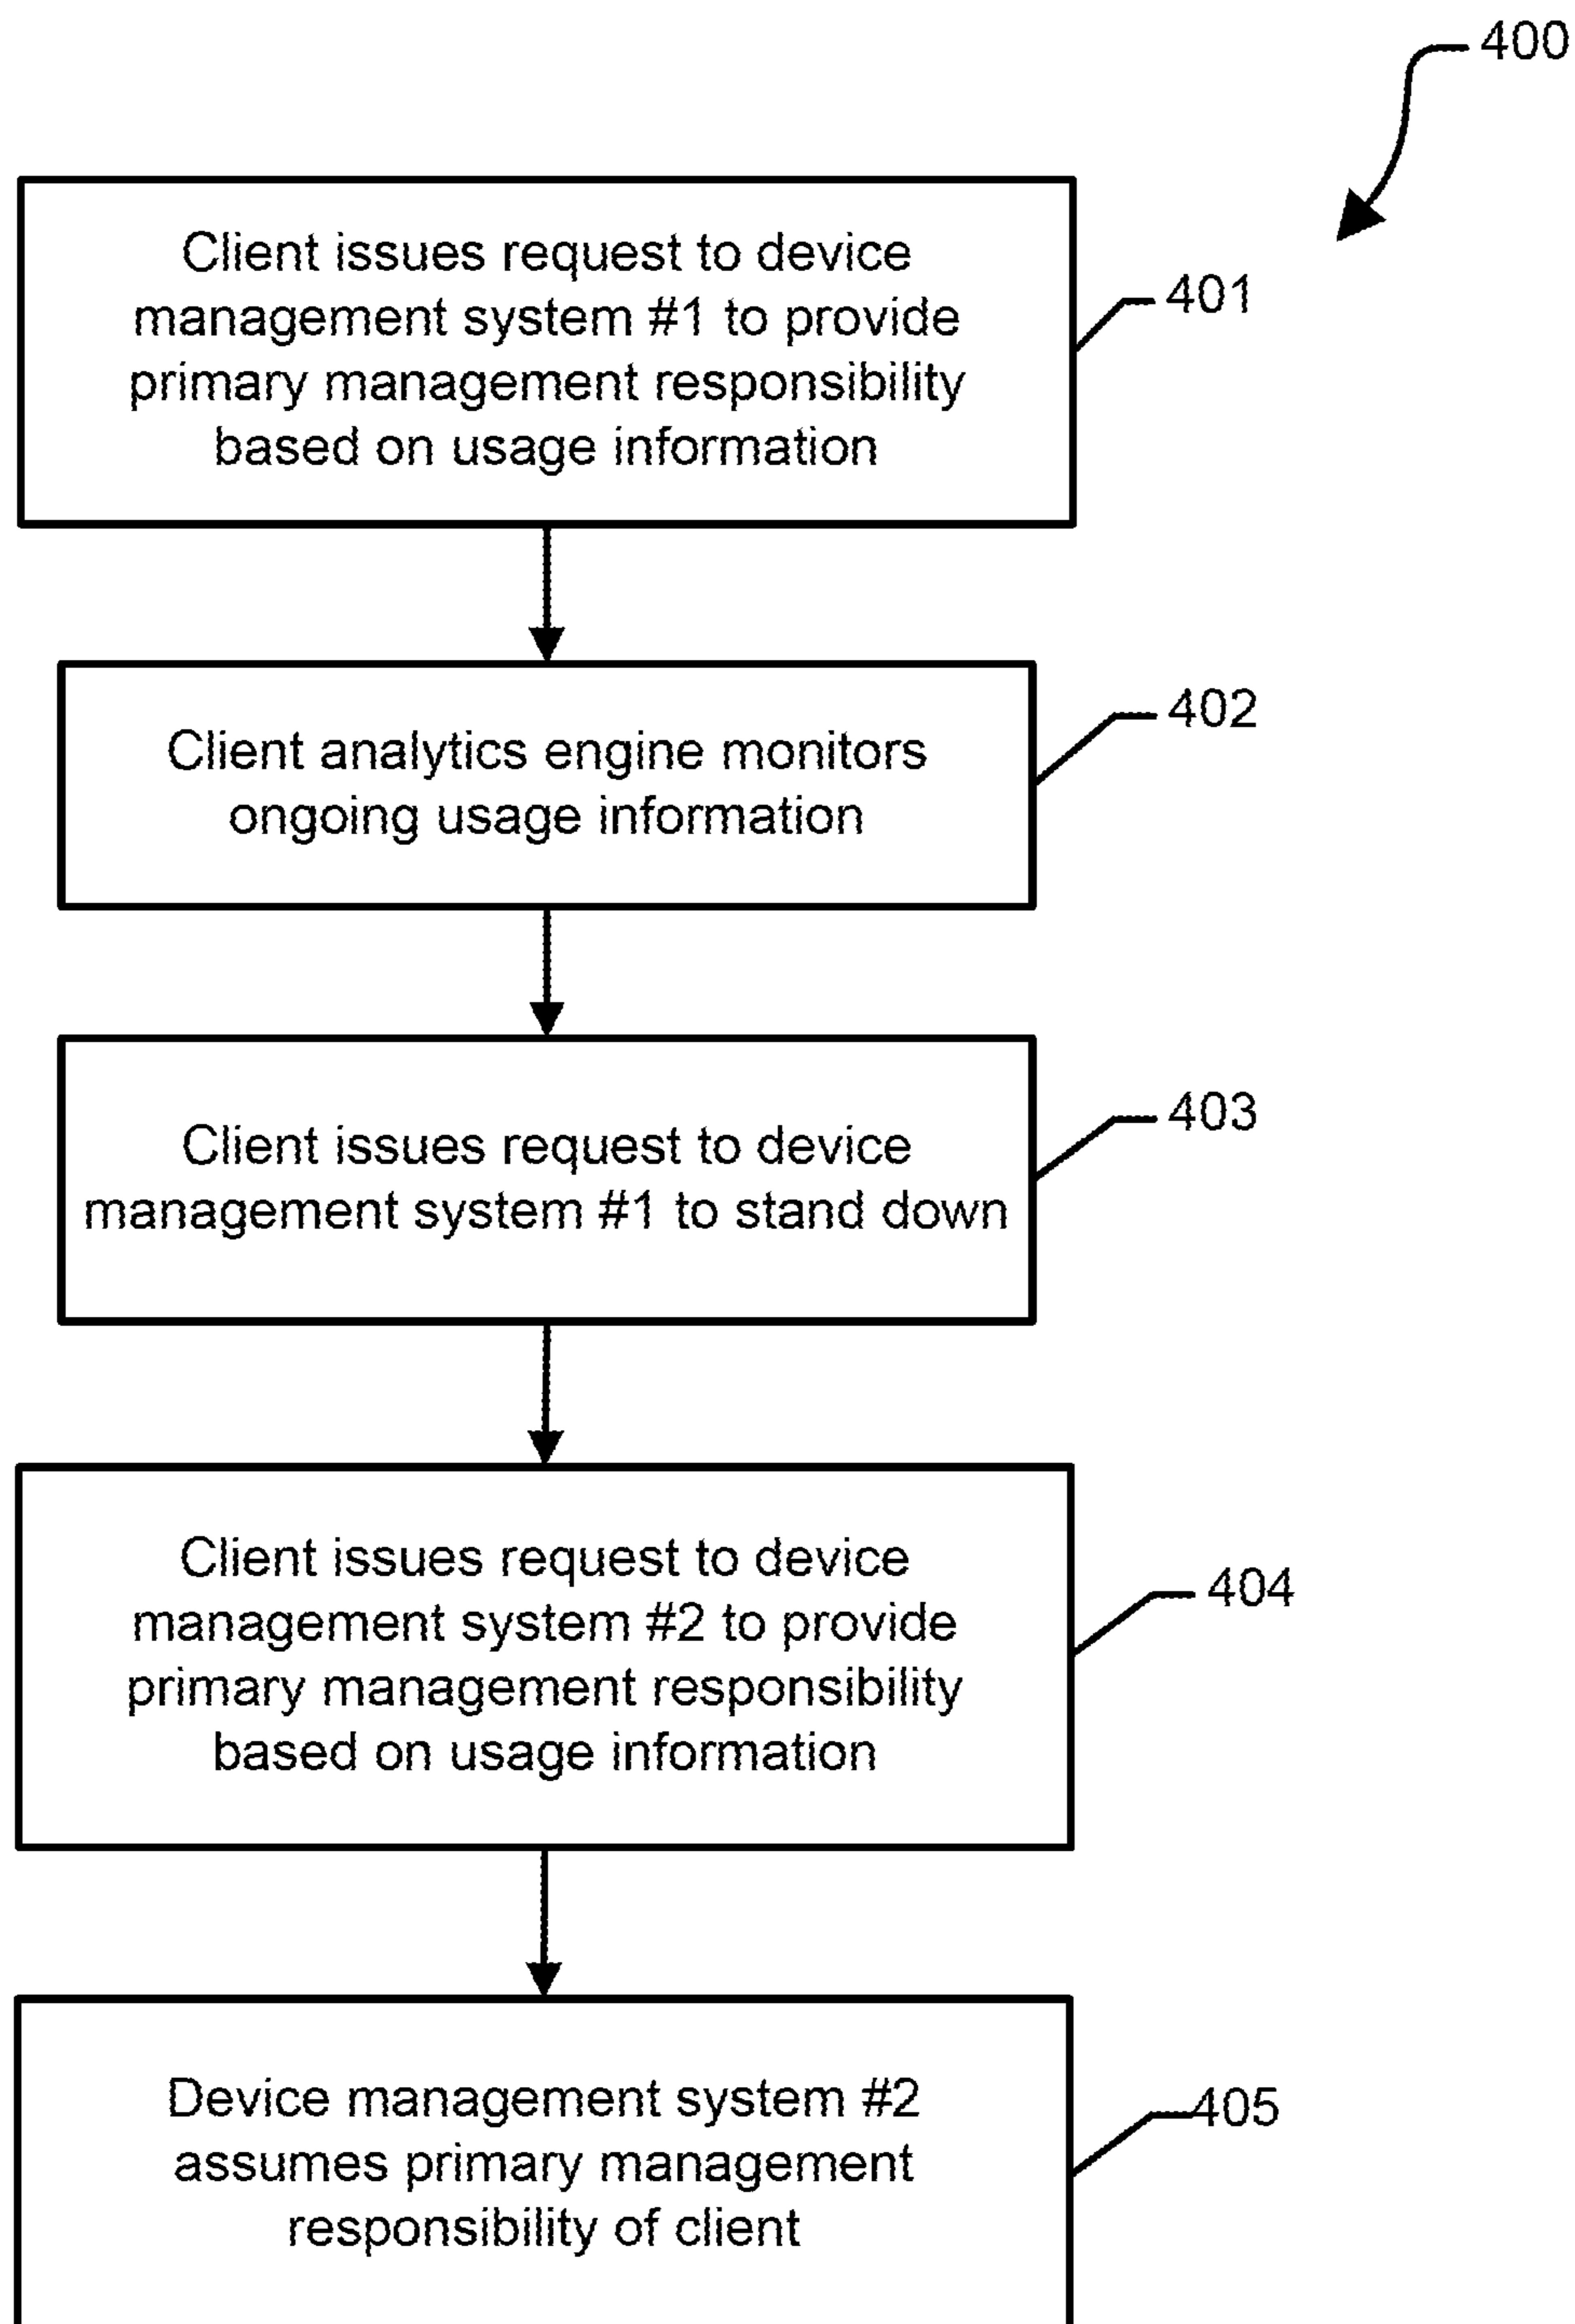 400
Client issues request to device
management system #1 to provide
primary management responsibility
based on usage information
401
Client analytics engine monitors
ongoing usage information
402
Client issues request to device
management system #1 to stand down
403
Client issues request to device
management system #2 to provide
primary management responsibility
based on usage information
404
Device management system #2
assumes primary management
responsibility of client
405